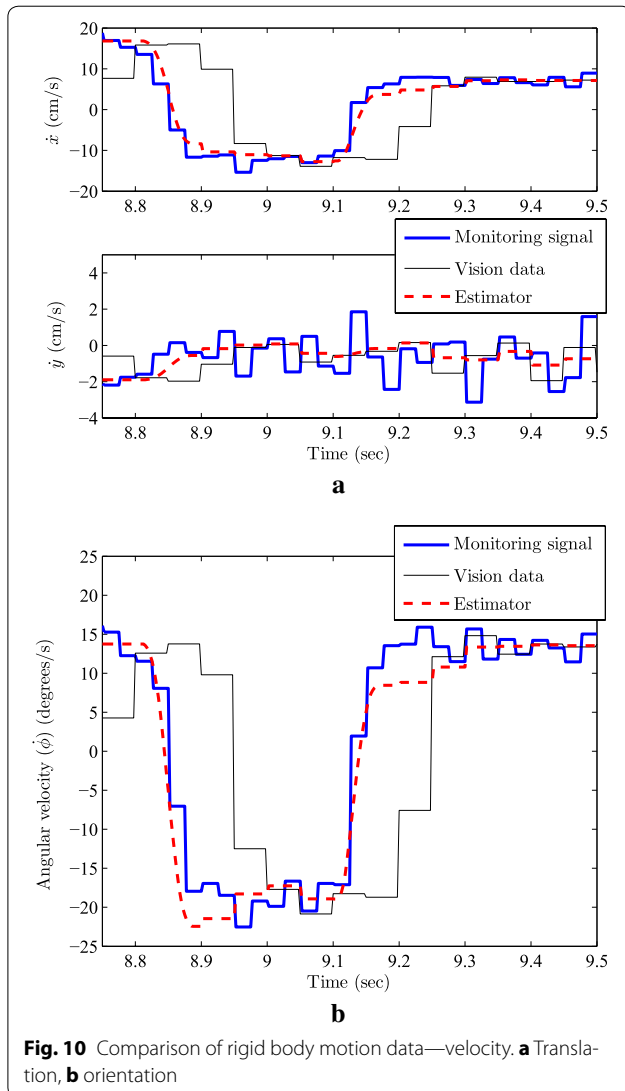 20
10
0
−10
−20
ẋ (cm/s)
8.8 8.9 9 9.1 9.2 9.3 9.4 9.5
Monitoring signal
Vision data
Estimator
4
2
0
−2
−4
ẏ (cm/s)
8.8 8.9 9 9.1 9.2 9.3 9.4 9.5
Time (sec)
a
Monitoring signal
Vision data
Estimator
25
20
15
10
5
0
−5
−10
−15
−20
−25
Angular velocity (ϕ̇) (degrees/s)
8.8 8.9 9 9.1 9.2 9.3 9.4 9.5
Time (sec)
b
Fig. 10 Comparison of rigid body motion data—velocity. a Transla-
tion, b orientation